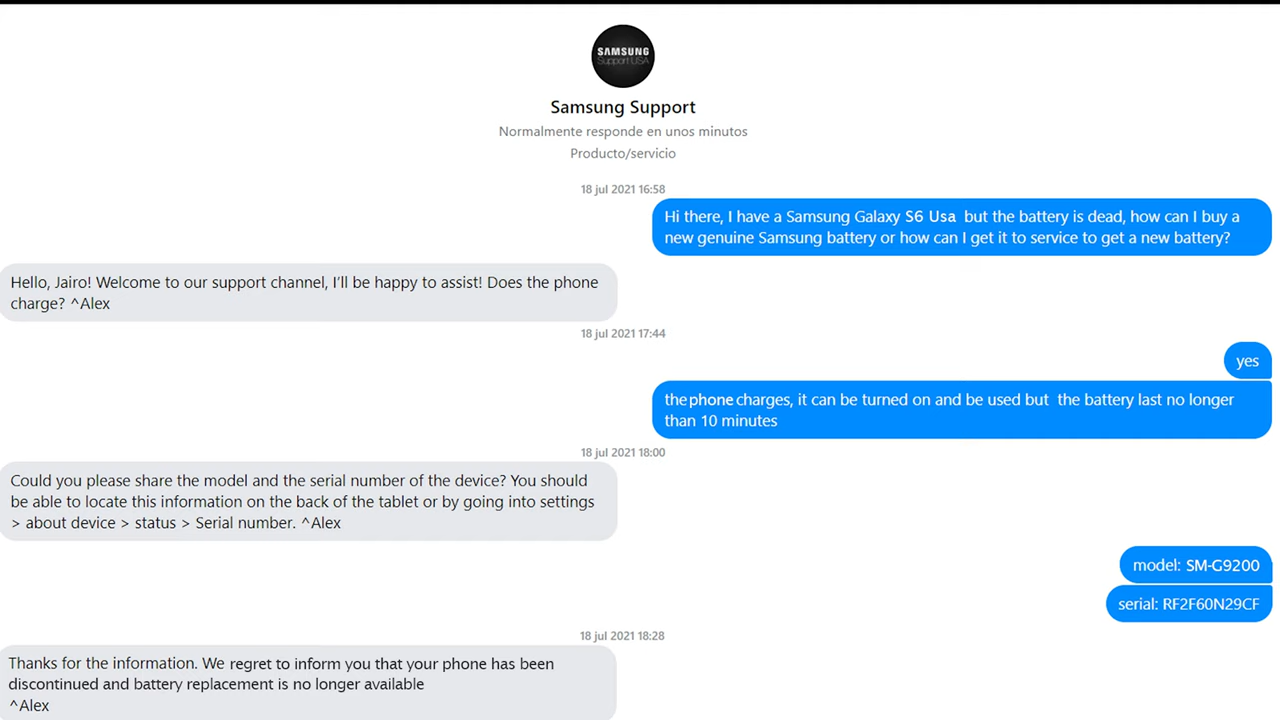 SAMSUNG
Support USA
Samsung Support
Normalmente responde en unos minutos
Producto/servicio
18 jul 2021 16:58
Hi there, I have a Samsung Galaxy S6 Usa but the battery is dead, how can I buy a
new genuine Samsung battery or how can I get it to service to get a new battery?
Hello, Jairo! Welcome to our support channel, I'll be happy to assist! Does the phone
charge? ^Alex
18 jul 2021 17:44
yes
the phone charges, it can be turned on and be used but the battery last no longer
than 10 minutes
18 jul 2021 18:00
Could you please share the model and the serial number of the device? You should
be able to locate this information on the back of the tablet or by going into settings
> about device > status > Serial number. ^Alex
model: SM-G9200
serial: RF2F60N29CF
18 jul 2021 18:28
Thanks for the information. We regret to inform you that your phone has been
discontinued and battery replacement is no longer available
^Alex